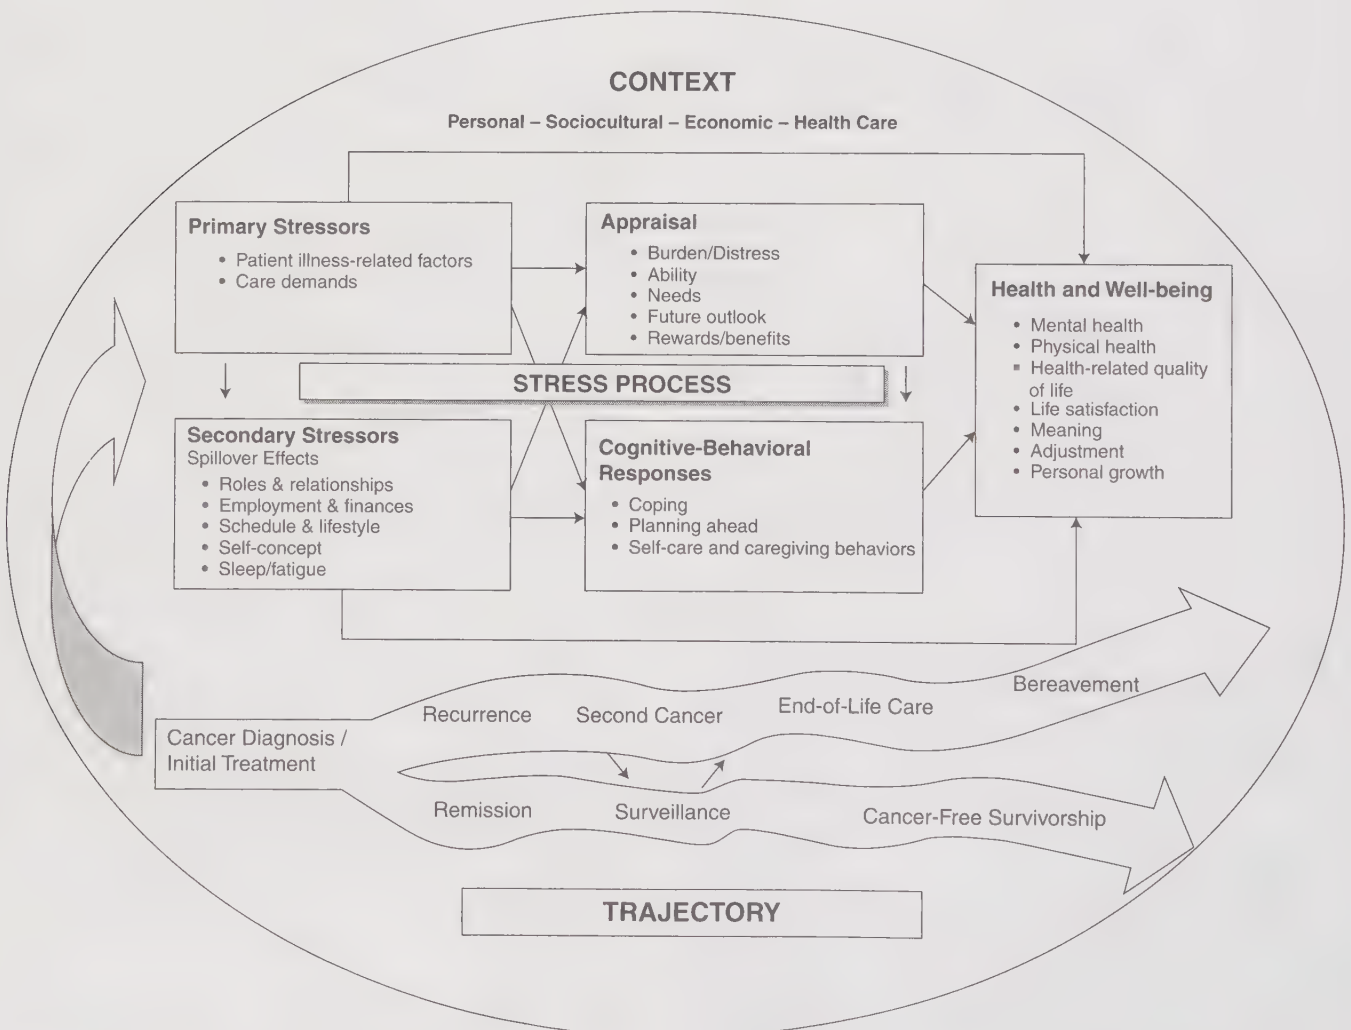 CONTEXT
Personal – Sociocultural – Economic – Health Care
Primary Stressors
• Patient illness-related factors
• Care demands
Appraisal
• Burden/Distress
• Ability
• Needs
• Future outlook
• Rewards/benefits
Health and Well-being
• Mental health
• Physical health
▪ Health-related quality
of life
• Life satisfaction
• Meaning
• Adjustment
• Personal growth
STRESS PROCESS
Secondary Stressors
Spillover Effects
• Roles & relationships
• Employment & finances
• Schedule & lifestyle
• Self-concept
• Sleep/fatigue
Cognitive-Behavioral
Responses
• Coping
• Planning ahead
• Self-care and caregiving behaviors
Cancer Diagnosis /
Initial Treatment
Recurrence
Second Cancer
End-of-Life Care
Bereavement
Remission
Surveillance
Cancer-Free Survivorship
TRAJECTORY